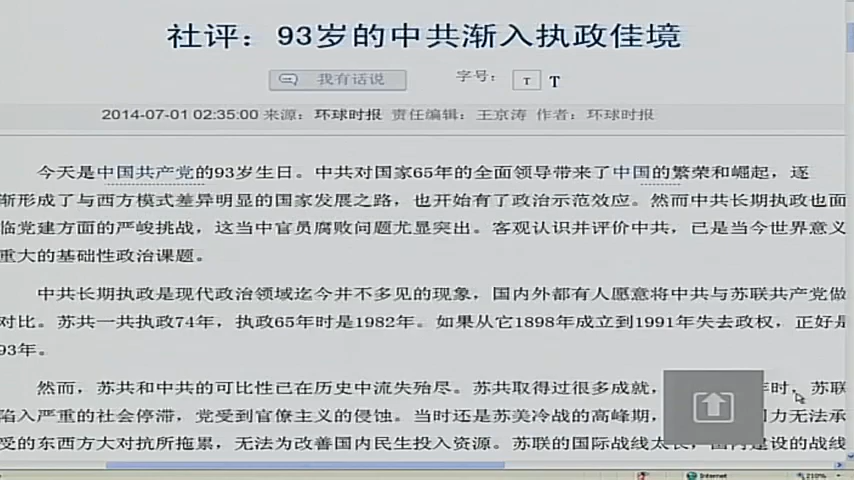 社评：93岁的中共渐入执政佳境
我有话说 字号： T T
2014-07-01 02:35:00 来源：环球时报 责任编辑：王京涛 作者：环球时报
今天是中国共产党的93岁生日。中共对国家65年的全面领导带来了中国的繁荣和崛起，逐
渐形成了与西方模式差异明显的国家发展之路，也开始有了政治示范效应。然而中共长期执政也面
临党建方面的严峻挑战，这当中官员腐败问题尤显突出。客观认识并评价中共，已是当今世界意义
重大的基础性政治课题。
中共长期执政是现代政治领域迄今并不多见的现象，国内外都有人愿意将中共与苏联共产党做
对比。苏共一共执政74年，执政65年时是1982年。如果从它1898年成立到1991年失去政权，正好是
93年。
然而，苏共和中共的可比性已在历史中流失殆尽。苏共取得过很多成就，年时，苏联
陷入严重的社会停滞，党受到官僚主义的侵蚀。当时还是苏美冷战的高峰期，国力无法承
受的东西方大对抗所拖累，无法为改善国内民生投入资源。苏联的国际战线太长，国内建设的战线
Internet 210%